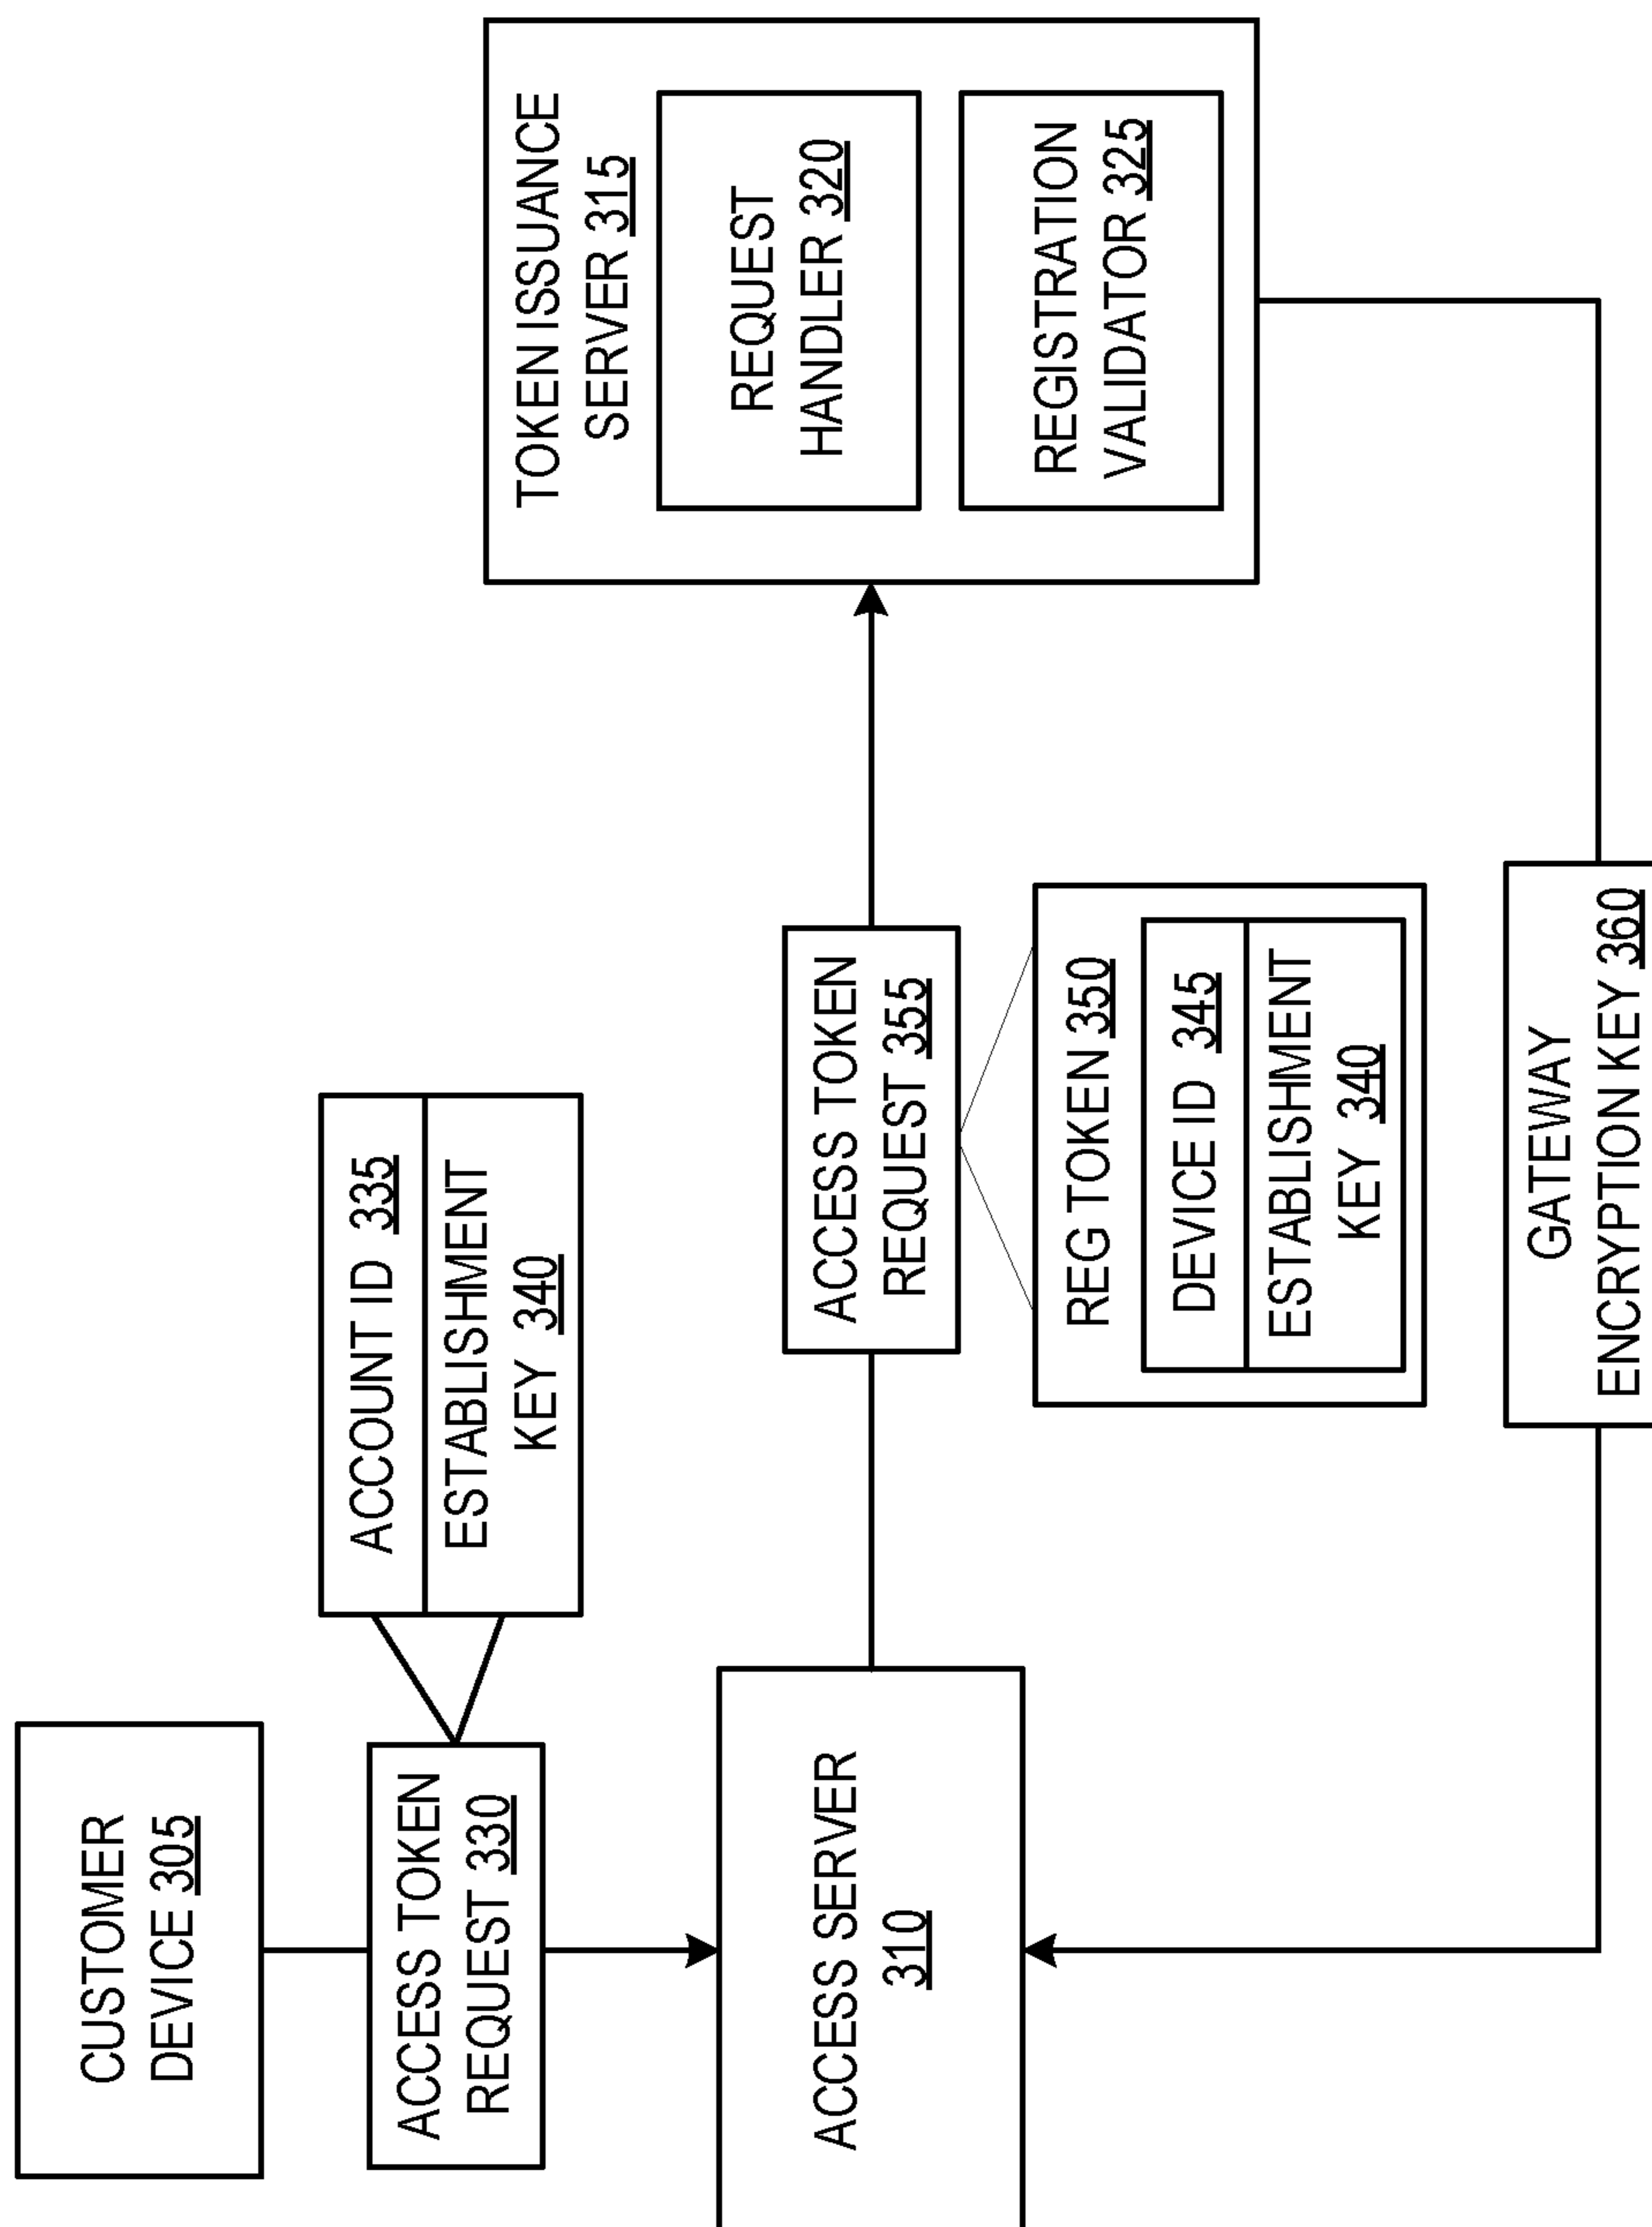 CUSTOMER
DEVICE 305
ACCESS TOKEN
REQUEST 330
ACCOUNT ID 335
ESTABLISHMENT
KEY 340
ACCESS SERVER
310
ACCESS TOKEN
REQUEST 355
REG TOKEN 350
DEVICE ID 345
ESTABLISHMENT
KEY 340
TOKEN ISSUANCE
SERVER 315
REQUEST
HANDLER 320
REGISTRATION
VALIDATOR 325
GATEWAY
ENCRYPTION KEY 360